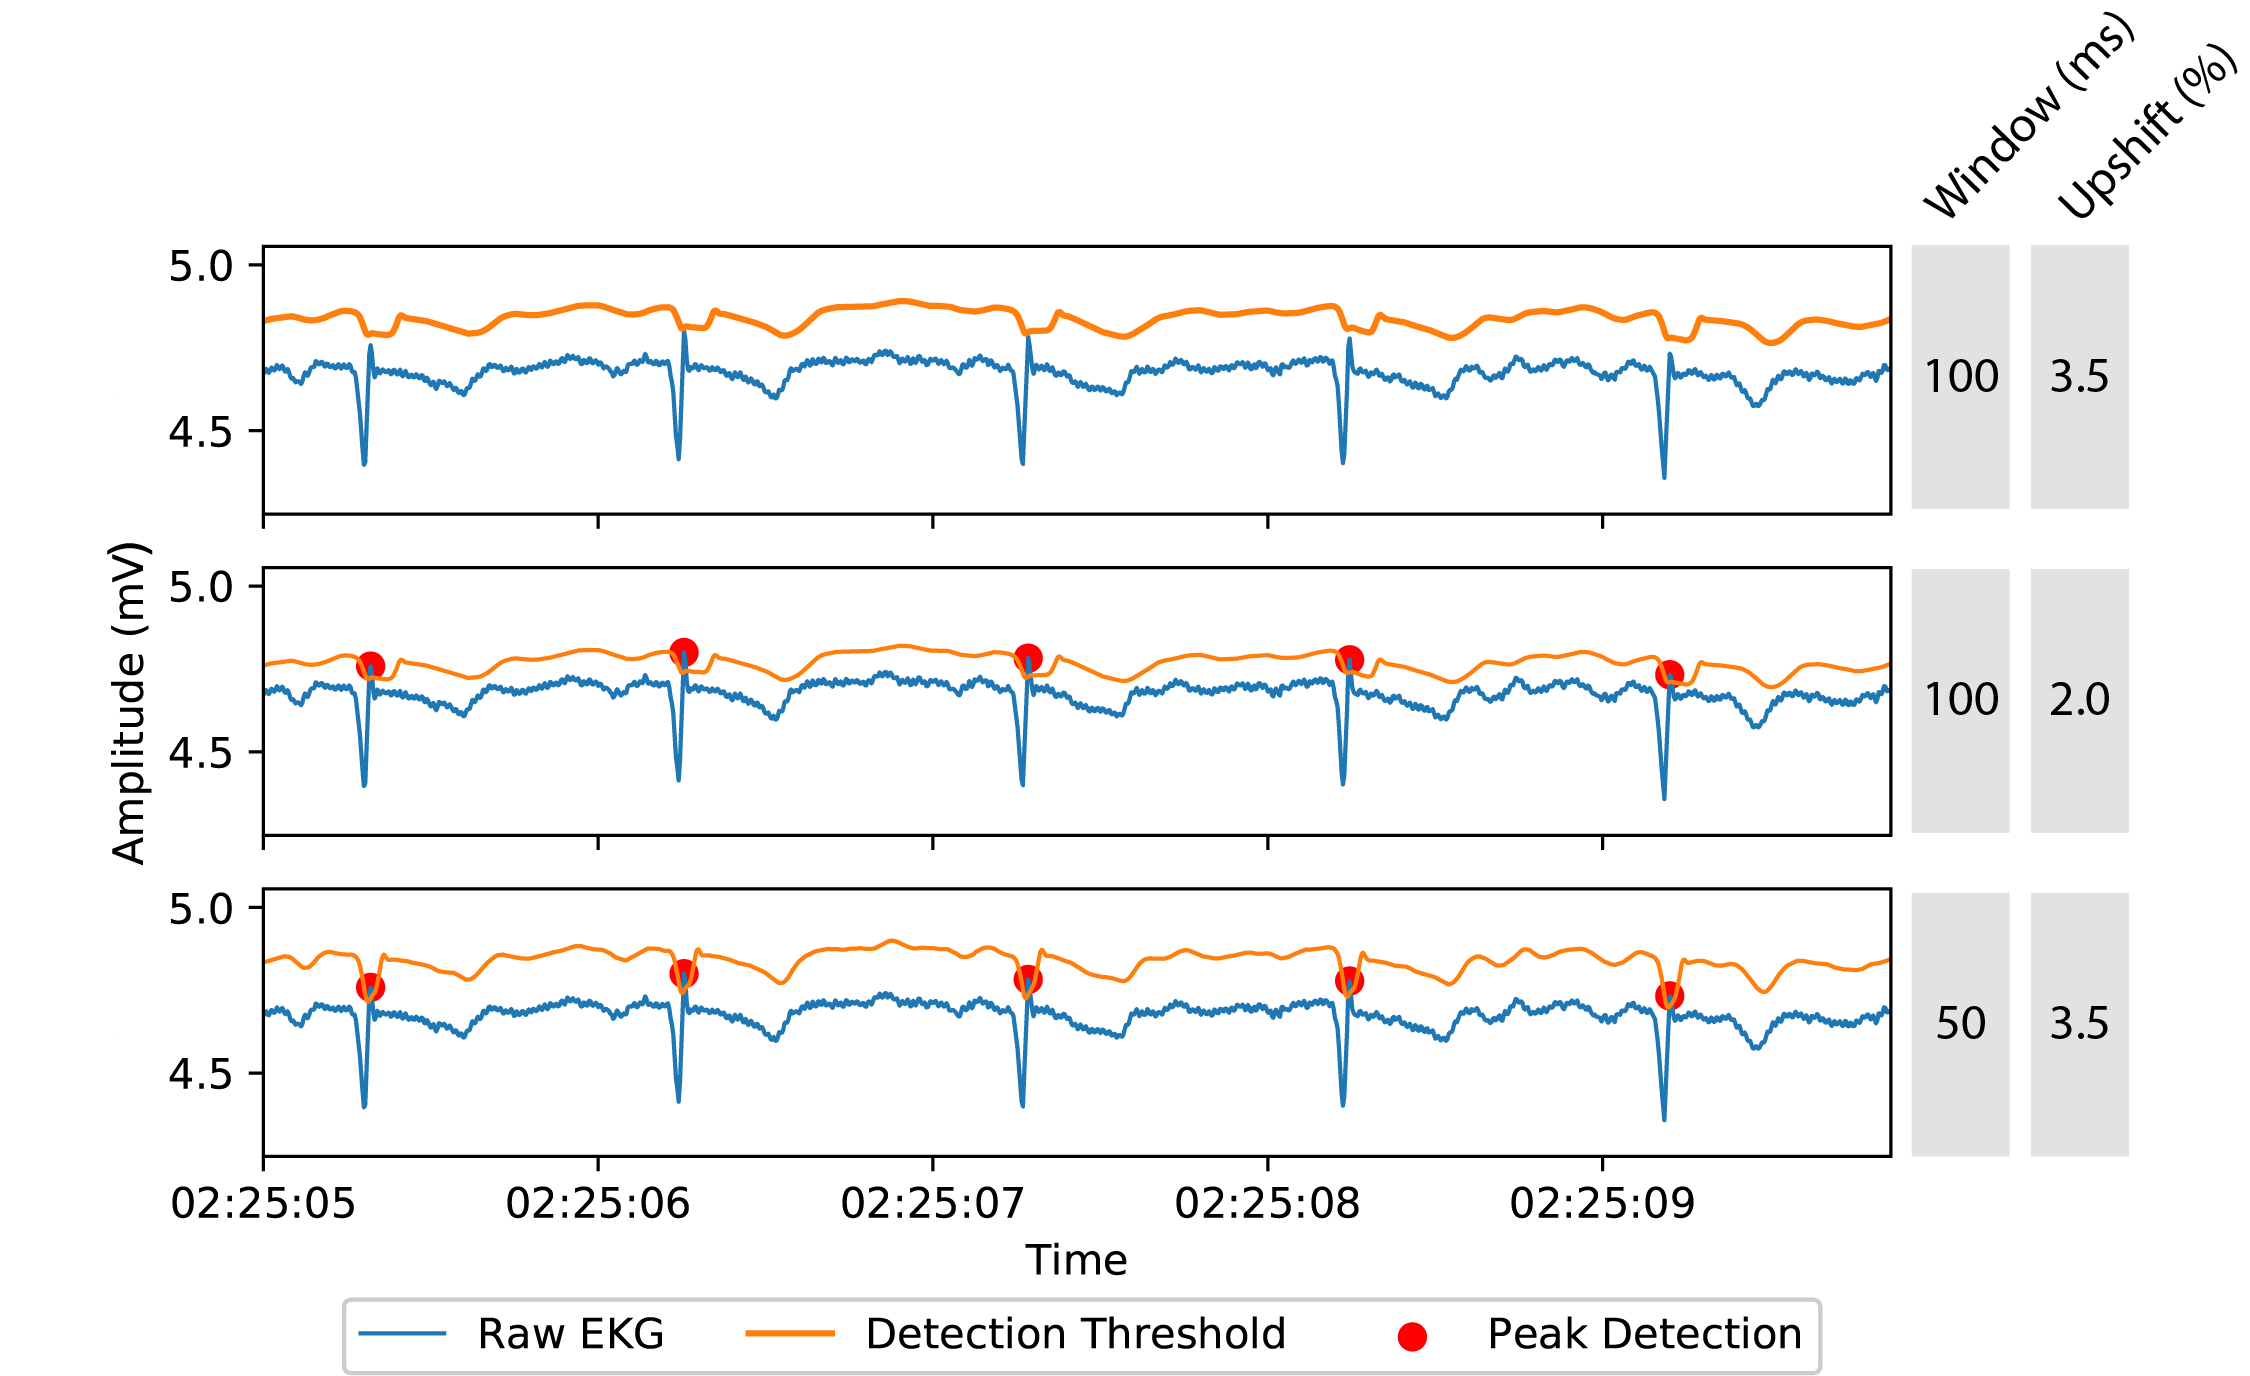 Window (ms)
Upshift (%)
5.0
4.5
100
3.5
Amplitude (mV)
5.0
4.5
100
2.0
5.0
4.5
50
3.5
02:25:05
02:25:06
02:25:07
02:25:08
02:25:09
Time
Raw EKG
Detection Threshold
Peak Detection